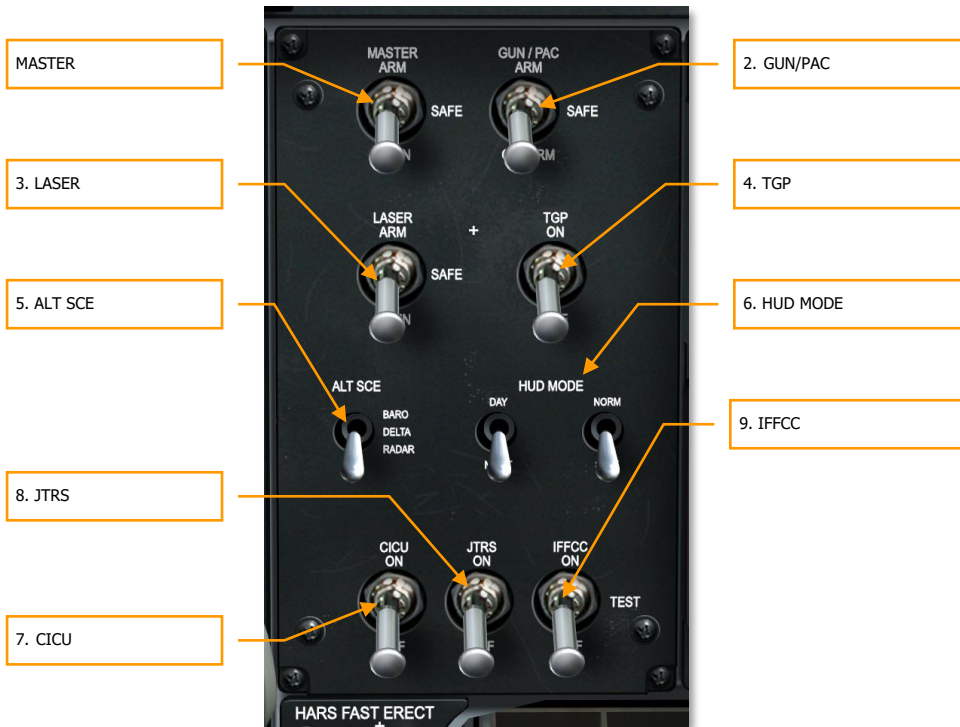 MASTER
2. GUN/PAC
3. LASER
4. TGP
5. ALT SCE
6. HUD MODE
9. IFFCC
8. JTRS
7. CICU
MASTER
ARM
SAFE
GUN / PAC
ARM
SAFE
LASER
ARM
SAFE
TGP
ON
ALT SCE
BARO
DELTA
RADAR
HUD MODE
DAY
NORM
CICU
ON
JTRS
ON
IFFCC
ON
TEST
HARS FAST ERECT